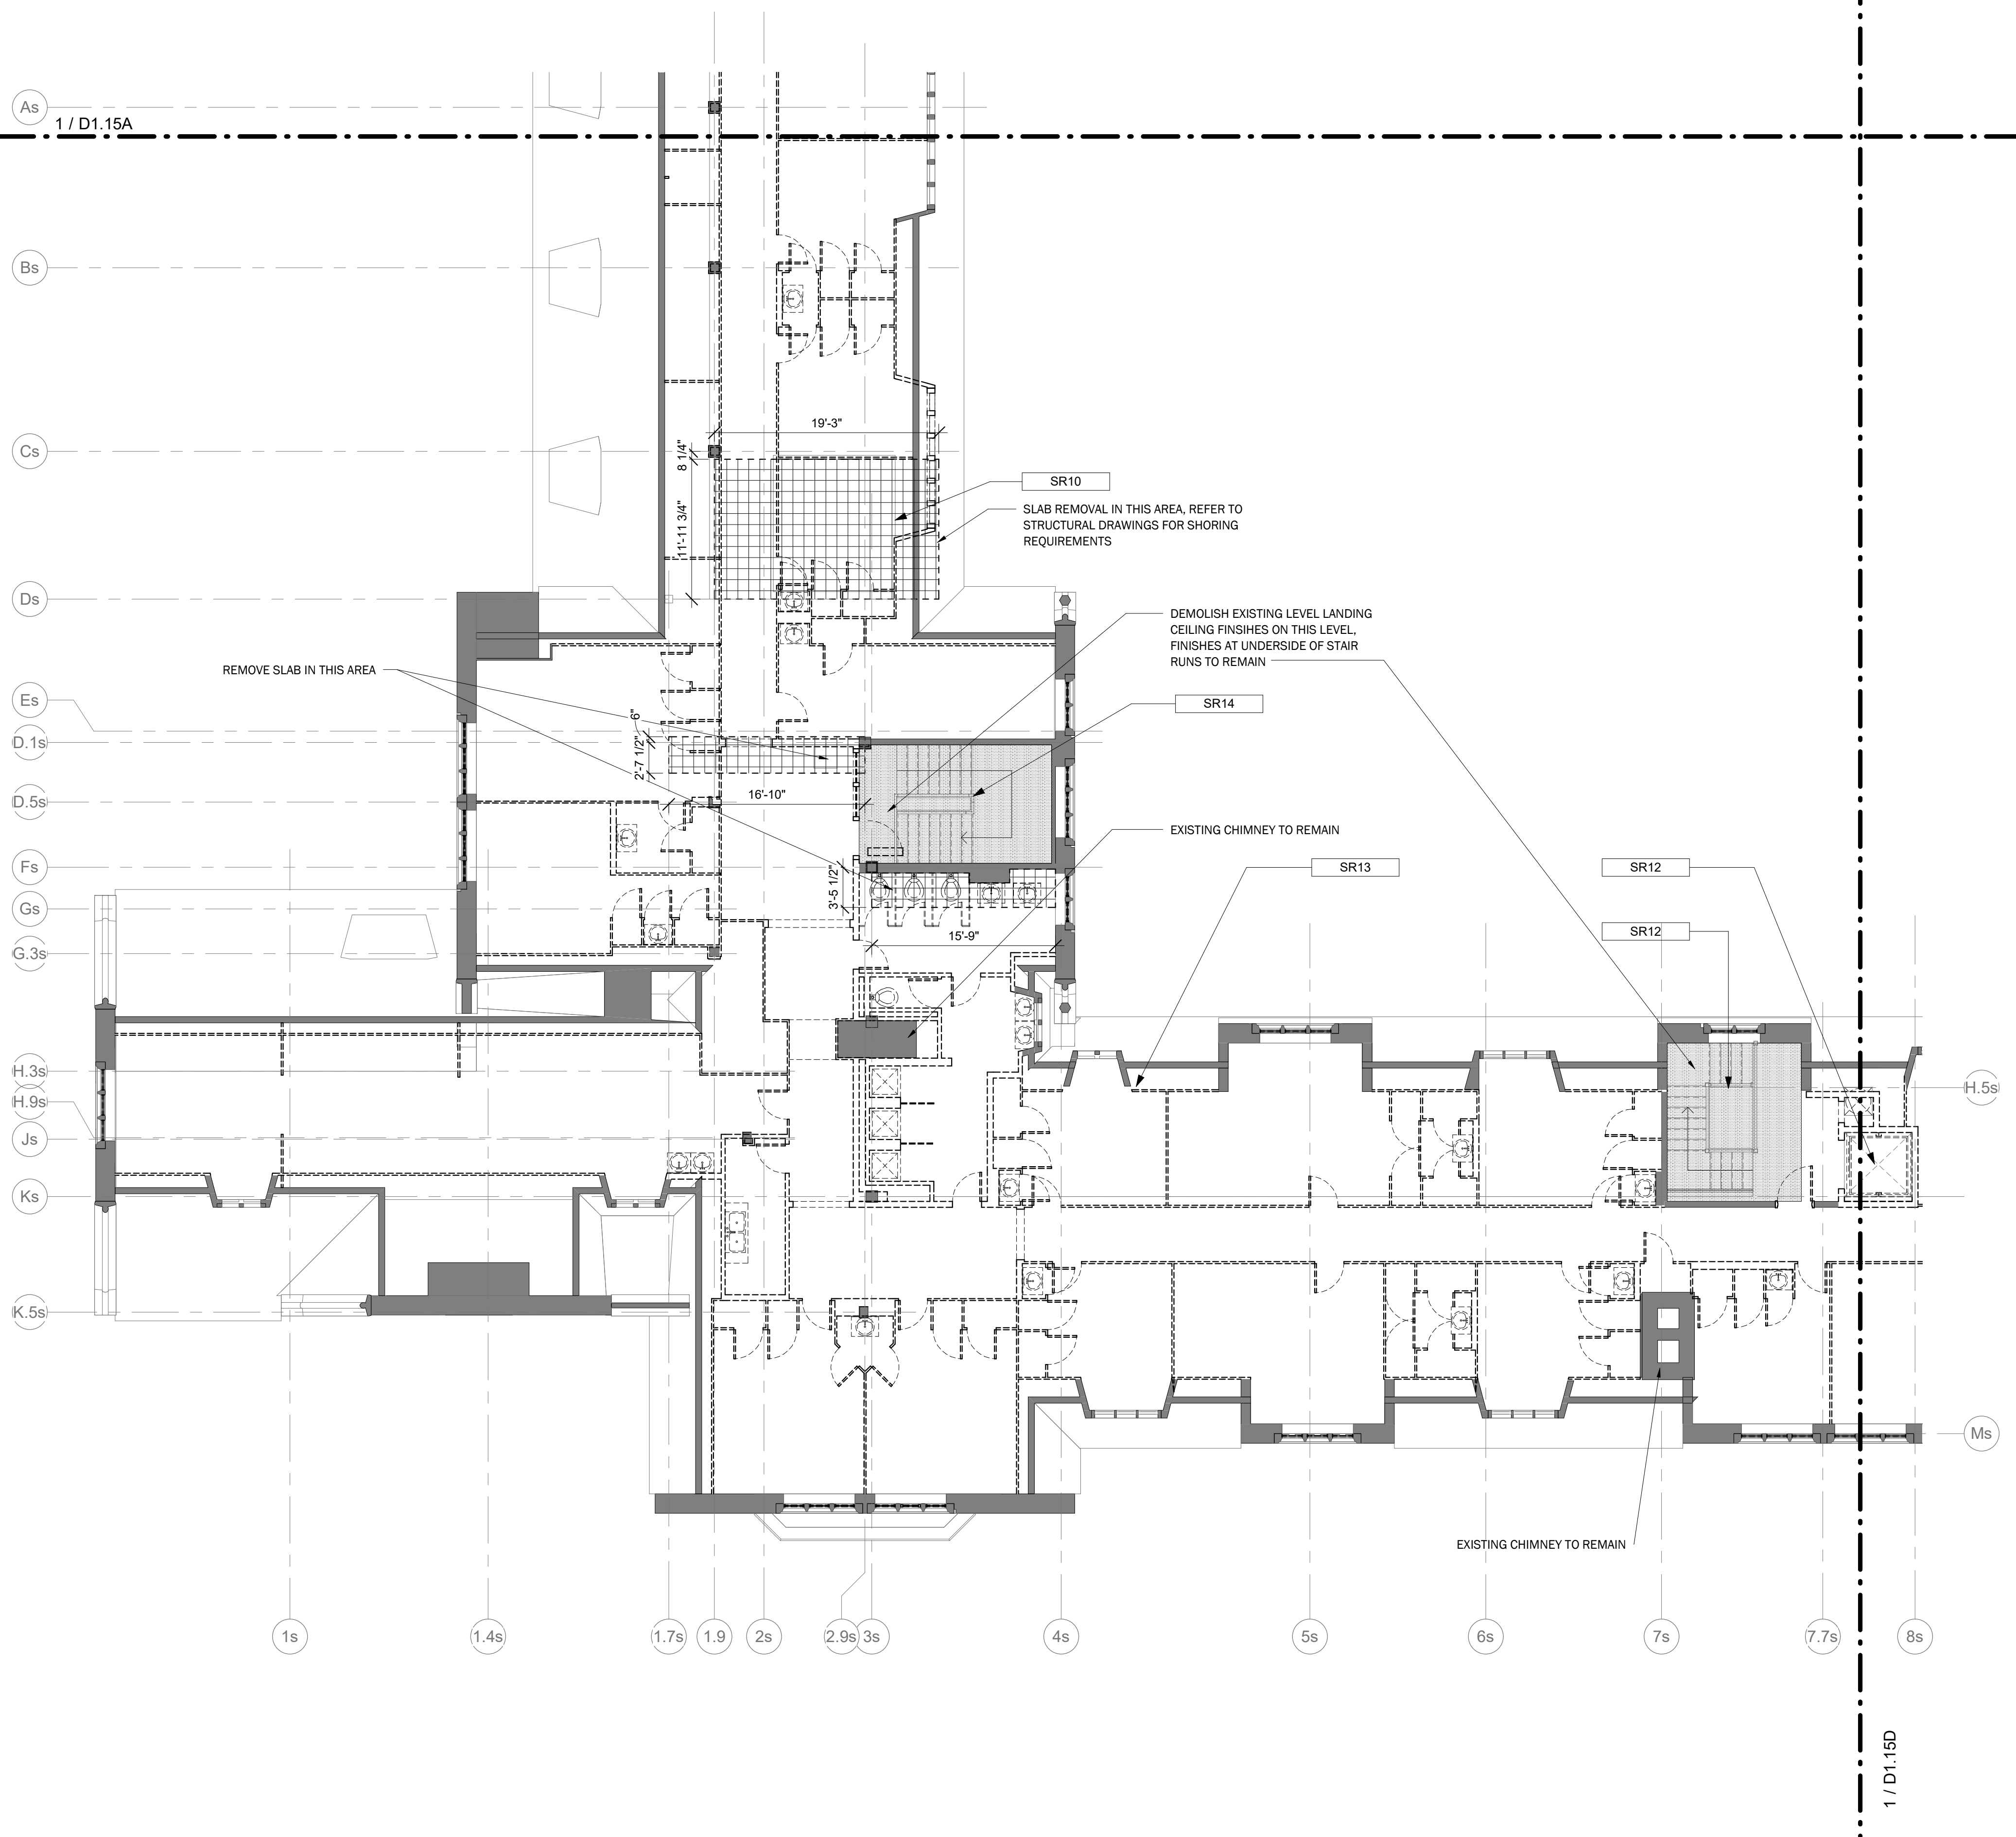 As
1 / D1.15A
Bs
19'-3"
Cs
8 1/4"
SR10
SLAB REMOVAL IN THIS AREA, REFER TO
STRUCTURAL DRAWINGS FOR SHORING
REQUIREMENTS
11'-11 3/4"
Ds
DEMOLISH EXISTING LEVEL LANDING
CEILING FINSIHES ON THIS LEVEL,
FINISHES AT UNDERSIDE OF STAIR
RUNS TO REMAIN
REMOVE SLAB IN THIS AREA
Es
SR14
6"
D.1s
2'-7 1/2"
16'-10"
D.5s
EXISTING CHIMNEY TO REMAIN
Fs
SR13
SR12
3'-5 1/2"
Gs
15'-9"
SR12
G.3s
H.3s
H.5s
H.9s
Js
Ks
K.5s
Ms
EXISTING CHIMNEY TO REMAIN
1s
1.4s
1.7s
1.9
2s
2.9s
3s
4s
5s
6s
7s
7.7s
8s
1 / D1.15D